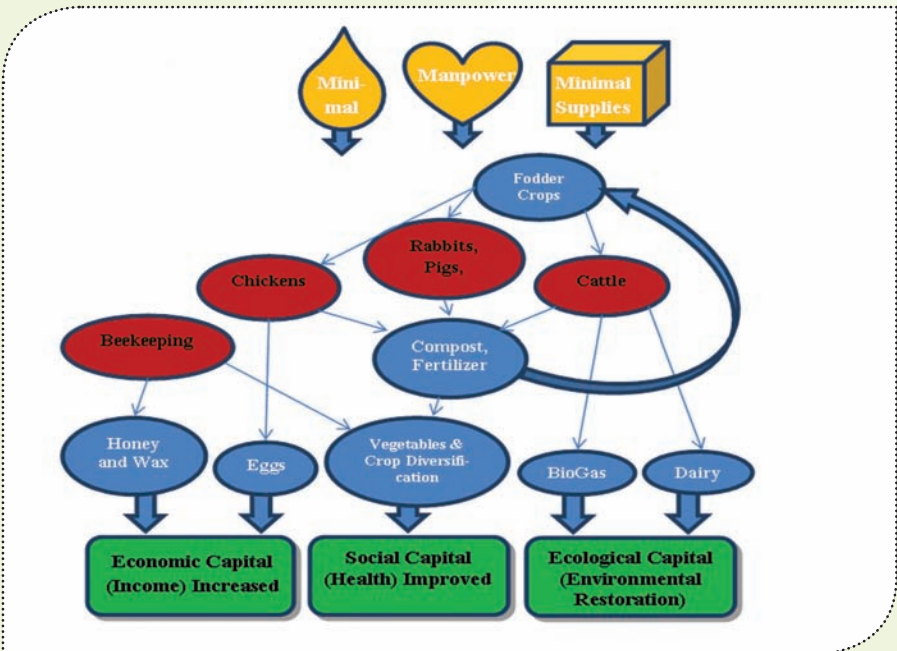 Mini-
mal
Manpower
Minimal
Supplies
Fodder
Crops
Rabbits,
Pigs,
Chickens
Cattle
Beekeeping
Compost,
Fertilizer
Honey
and Wax
Eggs
Vegetables &
Crop Diversifi-
cation
BioGas
Dairy
Economic Capital
(Income) Increased
Social Capital
(Health) Improved
Ecological Capital
(Environmental
Restoration)